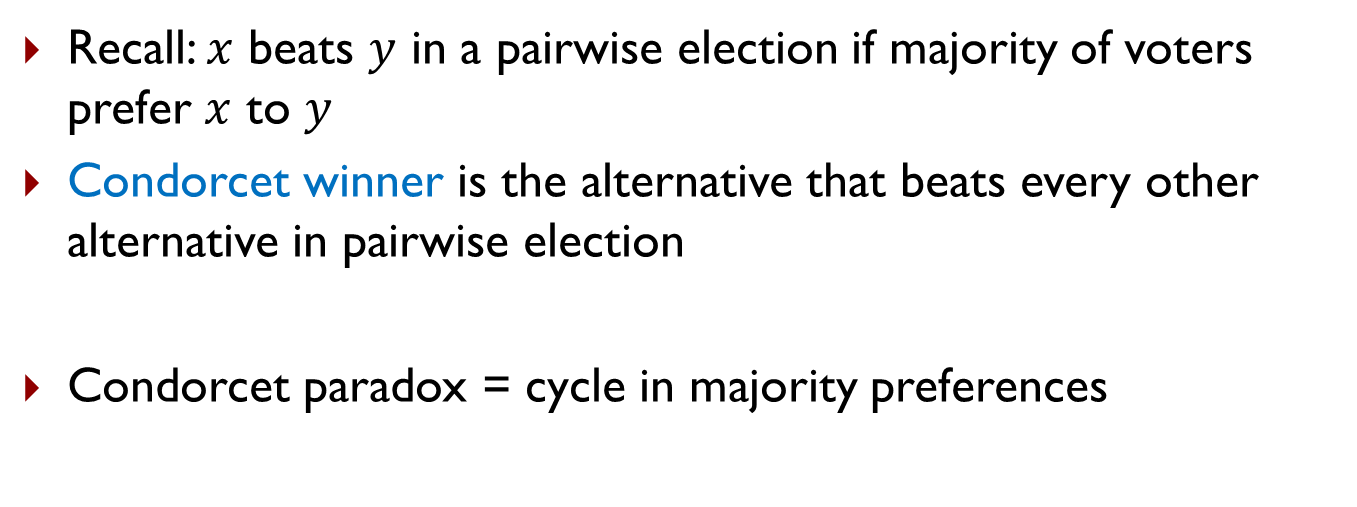 Recall: 𝑥 beats 𝑦 in a pairwise election if majority of voters
prefer 𝑥 to 𝑦
Condorcet winner is the alternative that beats every other
alternative in pairwise election
Condorcet paradox = cycle in majority preferences